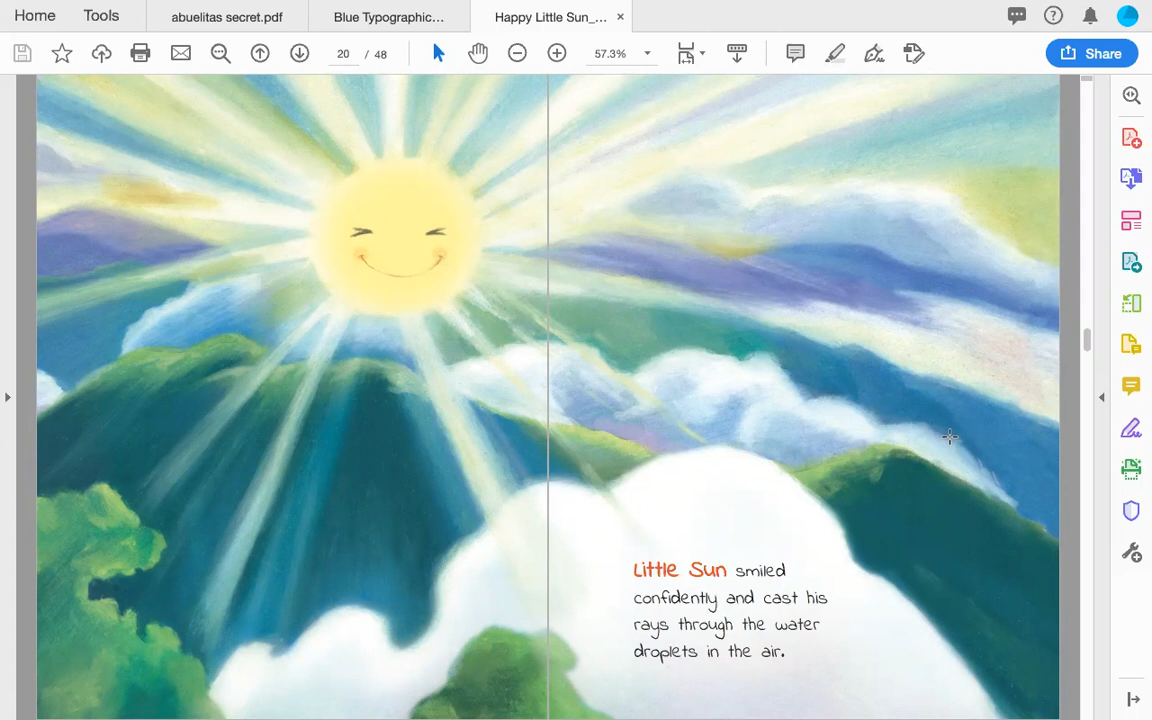 Home
Tools
abuelitas secret.pdf
Blue Typographic...
Happy Little Sun_...
20 / 48
57.3%
Share
Little Sun smiled
confidently and cast his
rays through the water
droplets in the air.